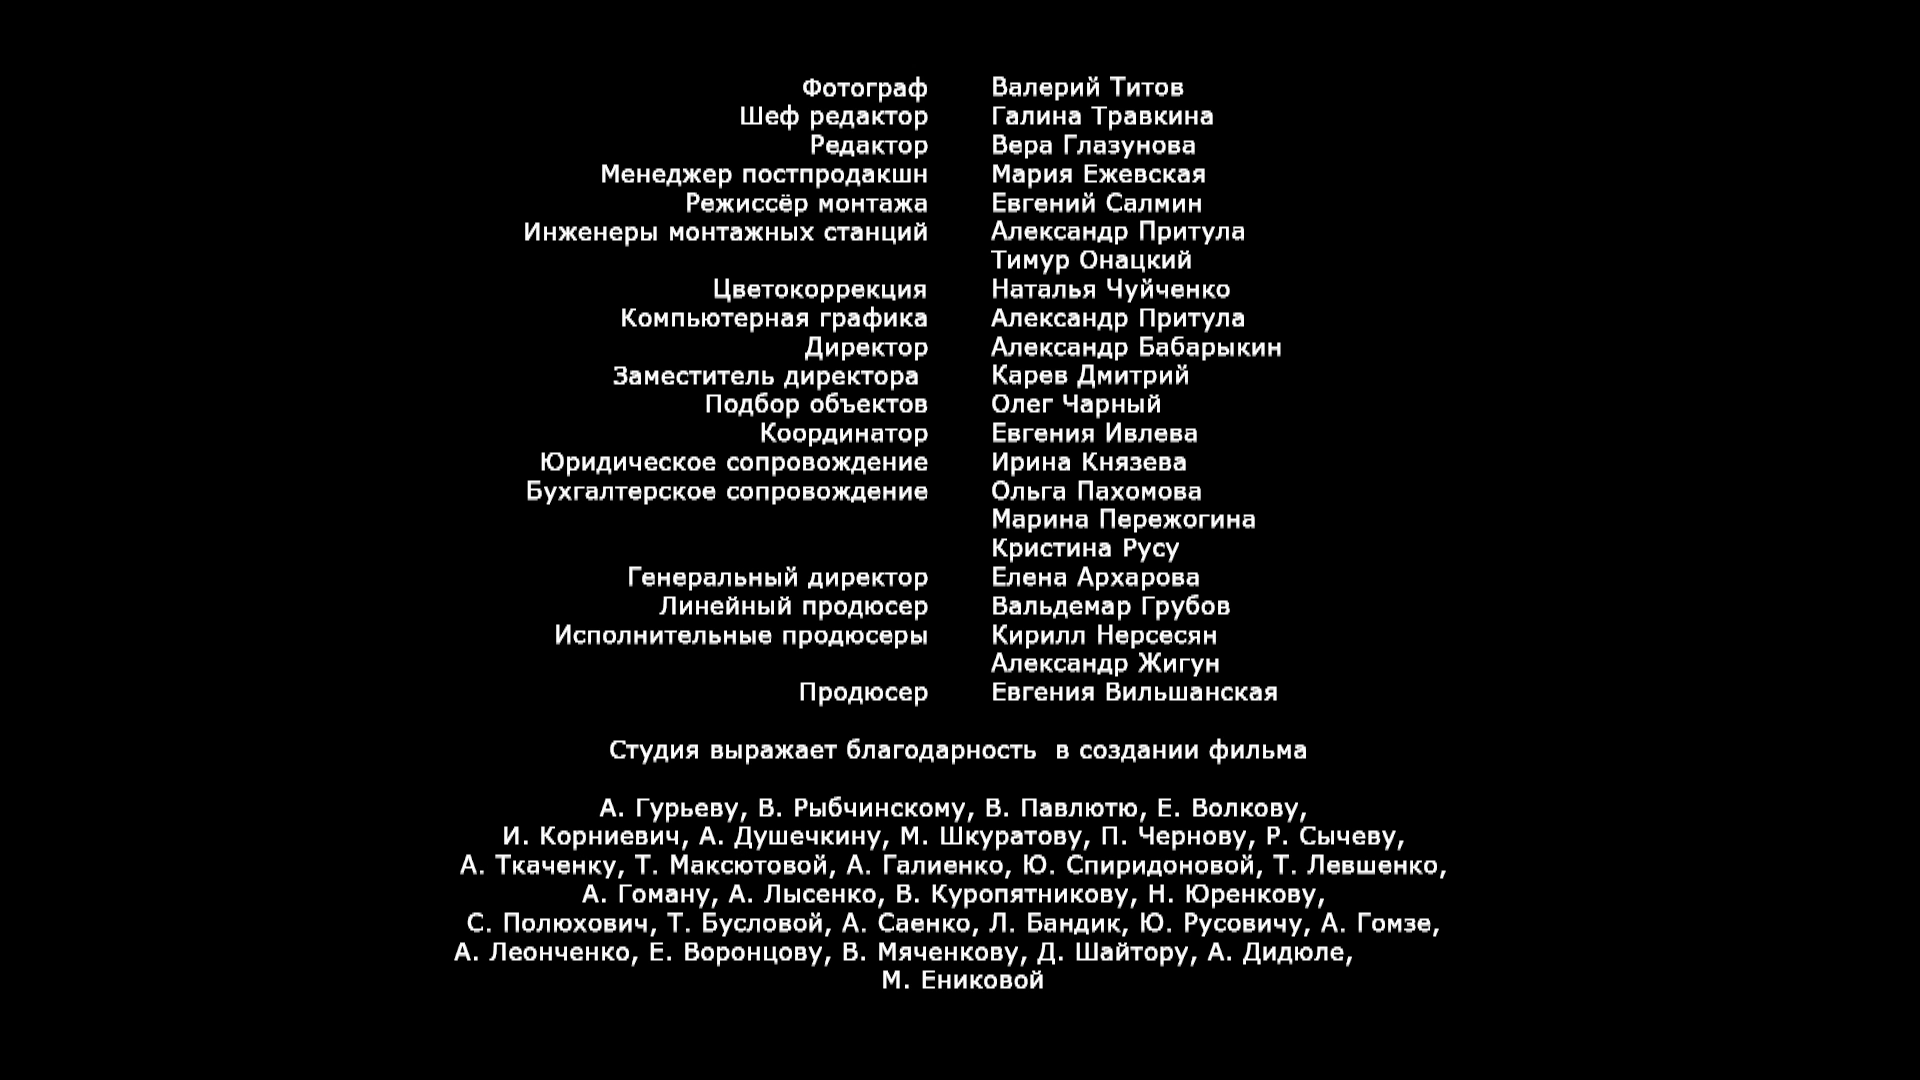 Фотограф Валерий Титов
Шеф редактор Галина Травкина
Редактор Вера Глазунова
Менеджер постпродакшн Мария Ежевская
Режиссёр монтажа Евгений Салмин
Инженеры монтажных станций Александр Притула
Тимур Онацкий
Цветокоррекция Наталья Чуйченко
Компьютерная графика Александр Притула
Директор Александр Бабарыкин
Заместитель директора Карев Дмитрий
Подбор объектов Олег Чарный
Координатор Евгения Ивлева
Юридическое сопровождение Ирина Князева
Бухгалтерское сопровождение Ольга Пахомова
Марина Пережогина
Кристина Русу
Генеральный директор Елена Архарова
Линейный продюсер Вальдемар Грубов
Исполнительные продюсеры Кирилл Нерсесян
Александр Жигун
Продюсер Евгения Вильшанская
Студия выражает благодарность в создании фильма
А. Гурьеву, В. Рыбчинскому, В. Павлютю, Е. Волкову,
И. Корниевич, А. Душечкину, М. Шкуратову, П. Чернову, Р. Сычеву,
А. Ткаченку, Т. Максютовой, А. Галиенко, Ю. Спиридоновой, Т. Левшенко,
А. Гоману, А. Лысенко, В. Куропятникову, Н. Юренкову,
С. Полюхович, Т. Бусловой, А. Саенко, Л. Бандик, Ю. Русовичу, А. Гомзе,
А. Леонченко, Е. Воронцову, В. Мяченкову, Д. Шайтору, А. Дидюле,
М. Ениковой